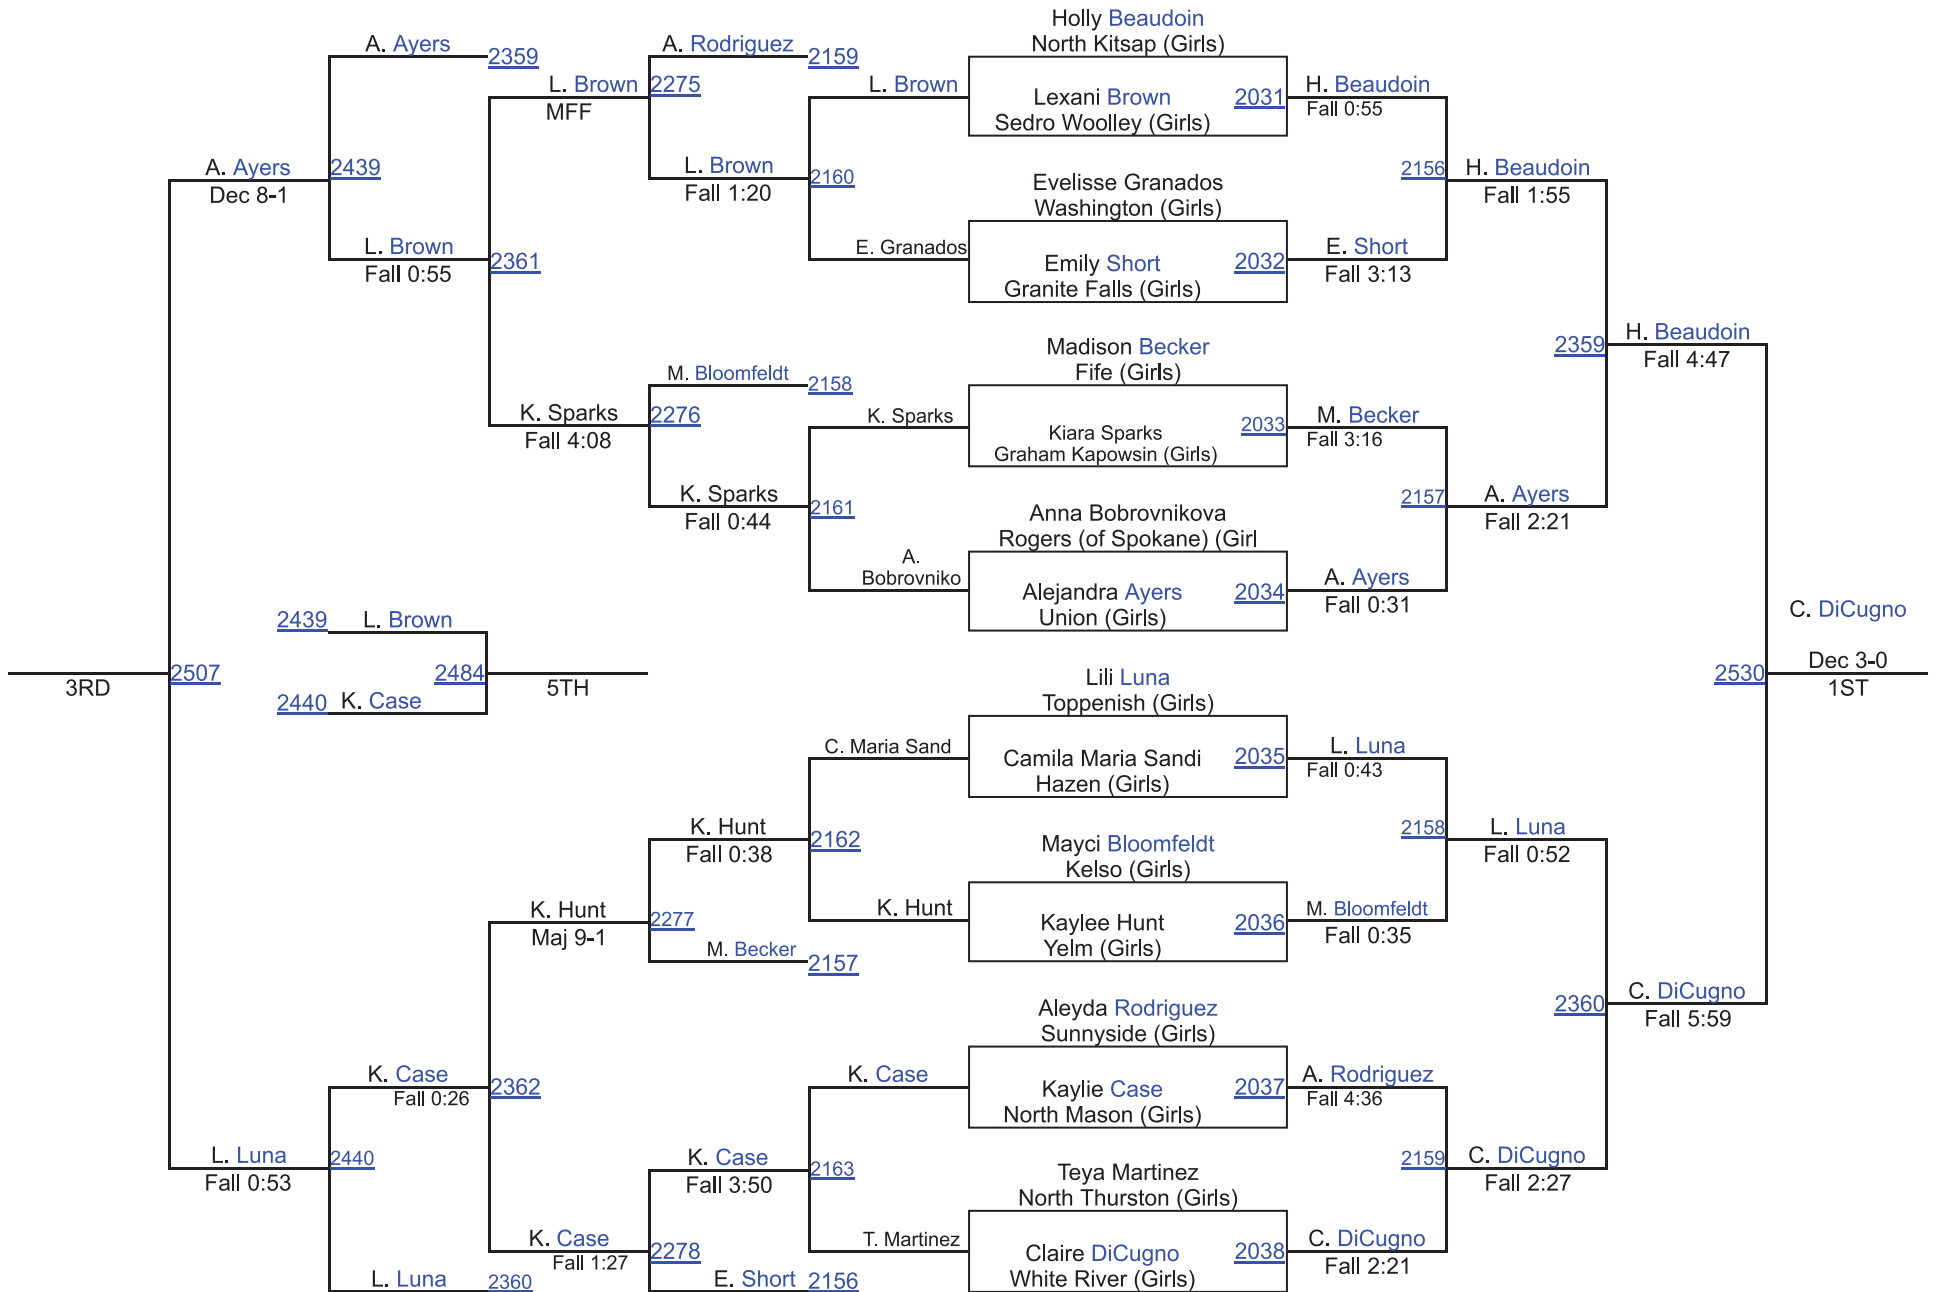 Holly Beaudoin
A. Ayers 2359 A. Rodriguez 2159 North Kitsap (Girls)
L. Brown 2275 L. Brown H. Beaudoin
MFF Lexani Brown 2031 Fall 0:55
Sedro Woolley (Girls)
A. Ayers 2439 L. Brown 2160 2156 H. Beaudoin
Dec 8-1 Fall 1:20 Evelisse Granados Fall 1:55
Washington (Girls)
L. Brown 2361 E. Granados E. Short
Fall 0:55 Emily Short 2032 Fall 3:13
Granite Falls (Girls)
Madison Becker 2359 H. Beaudoin
M. Bloomfeldt 2158 Fife (Girls) Fall 4:47
K. Sparks 2276 K. Sparks M. Becker
Fall 4:08 Kiara Sparks 2033 Fall 3:16
Graham Kapowsin (Girls)
K. Sparks 2161 2157 A. Ayers
Fall 0:44 Anna Bobrovnikova Fall 2:21
Rogers (of Spokane) (Girl
A.
Bobrovniko A. Ayers
Alejandra Ayers 2034 Fall 0:31
2439 L. Brown Union (Girls) C. DiCugno
2507 2484 Lili Luna 2530 Dec 3-0
3RD 5TH 1ST
2440 K. Case Toppenish (Girls)
C. Maria Sand L. Luna
Camila Maria Sandi 2035 Fall 0:43
Hazen (Girls)
K. Hunt 2162 2158 L. Luna
Fall 0:38 Mayci Bloomfeldt Fall 0:52
Kelso (Girls)
K. Hunt 2277 K. Hunt M. Bloomfeldt
Maj 9-1 Kaylee Hunt 2036 Fall 0:35
M. Becker 2157 Yelm (Girls)
Aleyda Rodriguez 2360 C. DiCugno
Sunnyside (Girls) Fall 5:59
K. Case 2362 K. Case A. Rodriguez
Fall 0:26 Kaylie Case 2037 Fall 4:36
North Mason (Girls)
L. Luna 2440 K. Case 2163 2159 C. DiCugno
Fall 0:53 Fall 3:50 Teya Martinez Fall 2:27
North Thurston (Girls)
K. Case 2278 T. Martinez C. DiCugno
Fall 1:27 Claire DiCugno 2038 Fall 2:21
L. Luna 2360 E. Short 2156 White River (Girls)